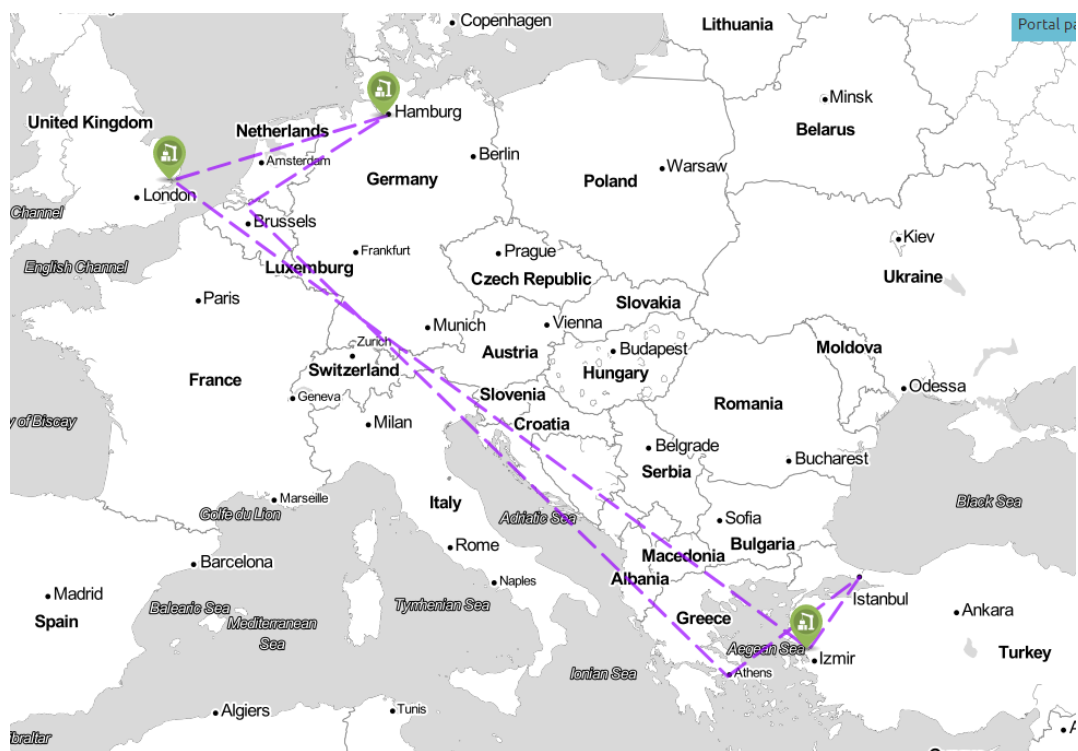 Copenhagen
Lithuania
Portal pa
Minsk
Hamburg
United Kingdom
Netherlands
Belarus
Amsterdam
Berlin
Warsaw
Germany
Poland
London
Channel
Brussels
Kiev
English Channel
Luxemburg
Frankfurt
Prague
Czech Republic
Ukraine
Paris
Slovakia
Munich
Vienna
Zurich
Austria
Budapest
Moldova
Switzerland
Hungary
France
Geneva
Slovenia
Odessa
Romania
y of Biscay
Milan
Croatia
Belgrade
Bucharest
Serbia
Marseille
Italy
Black Sea
Golfe du Lion
Adriatic Sea
Sofia
Rome
Bulgaria
Macedonia
Barcelona
Albania
Naples
Madrid
Balearic Sea
Tyrrhenian Sea
Istanbul
Ankara
Spain
Mediterranean
Sea
Greece
Aegean Sea
Turkey
Izmir
Ionian Sea
Athens
Algiers
Tunis
ibraltar